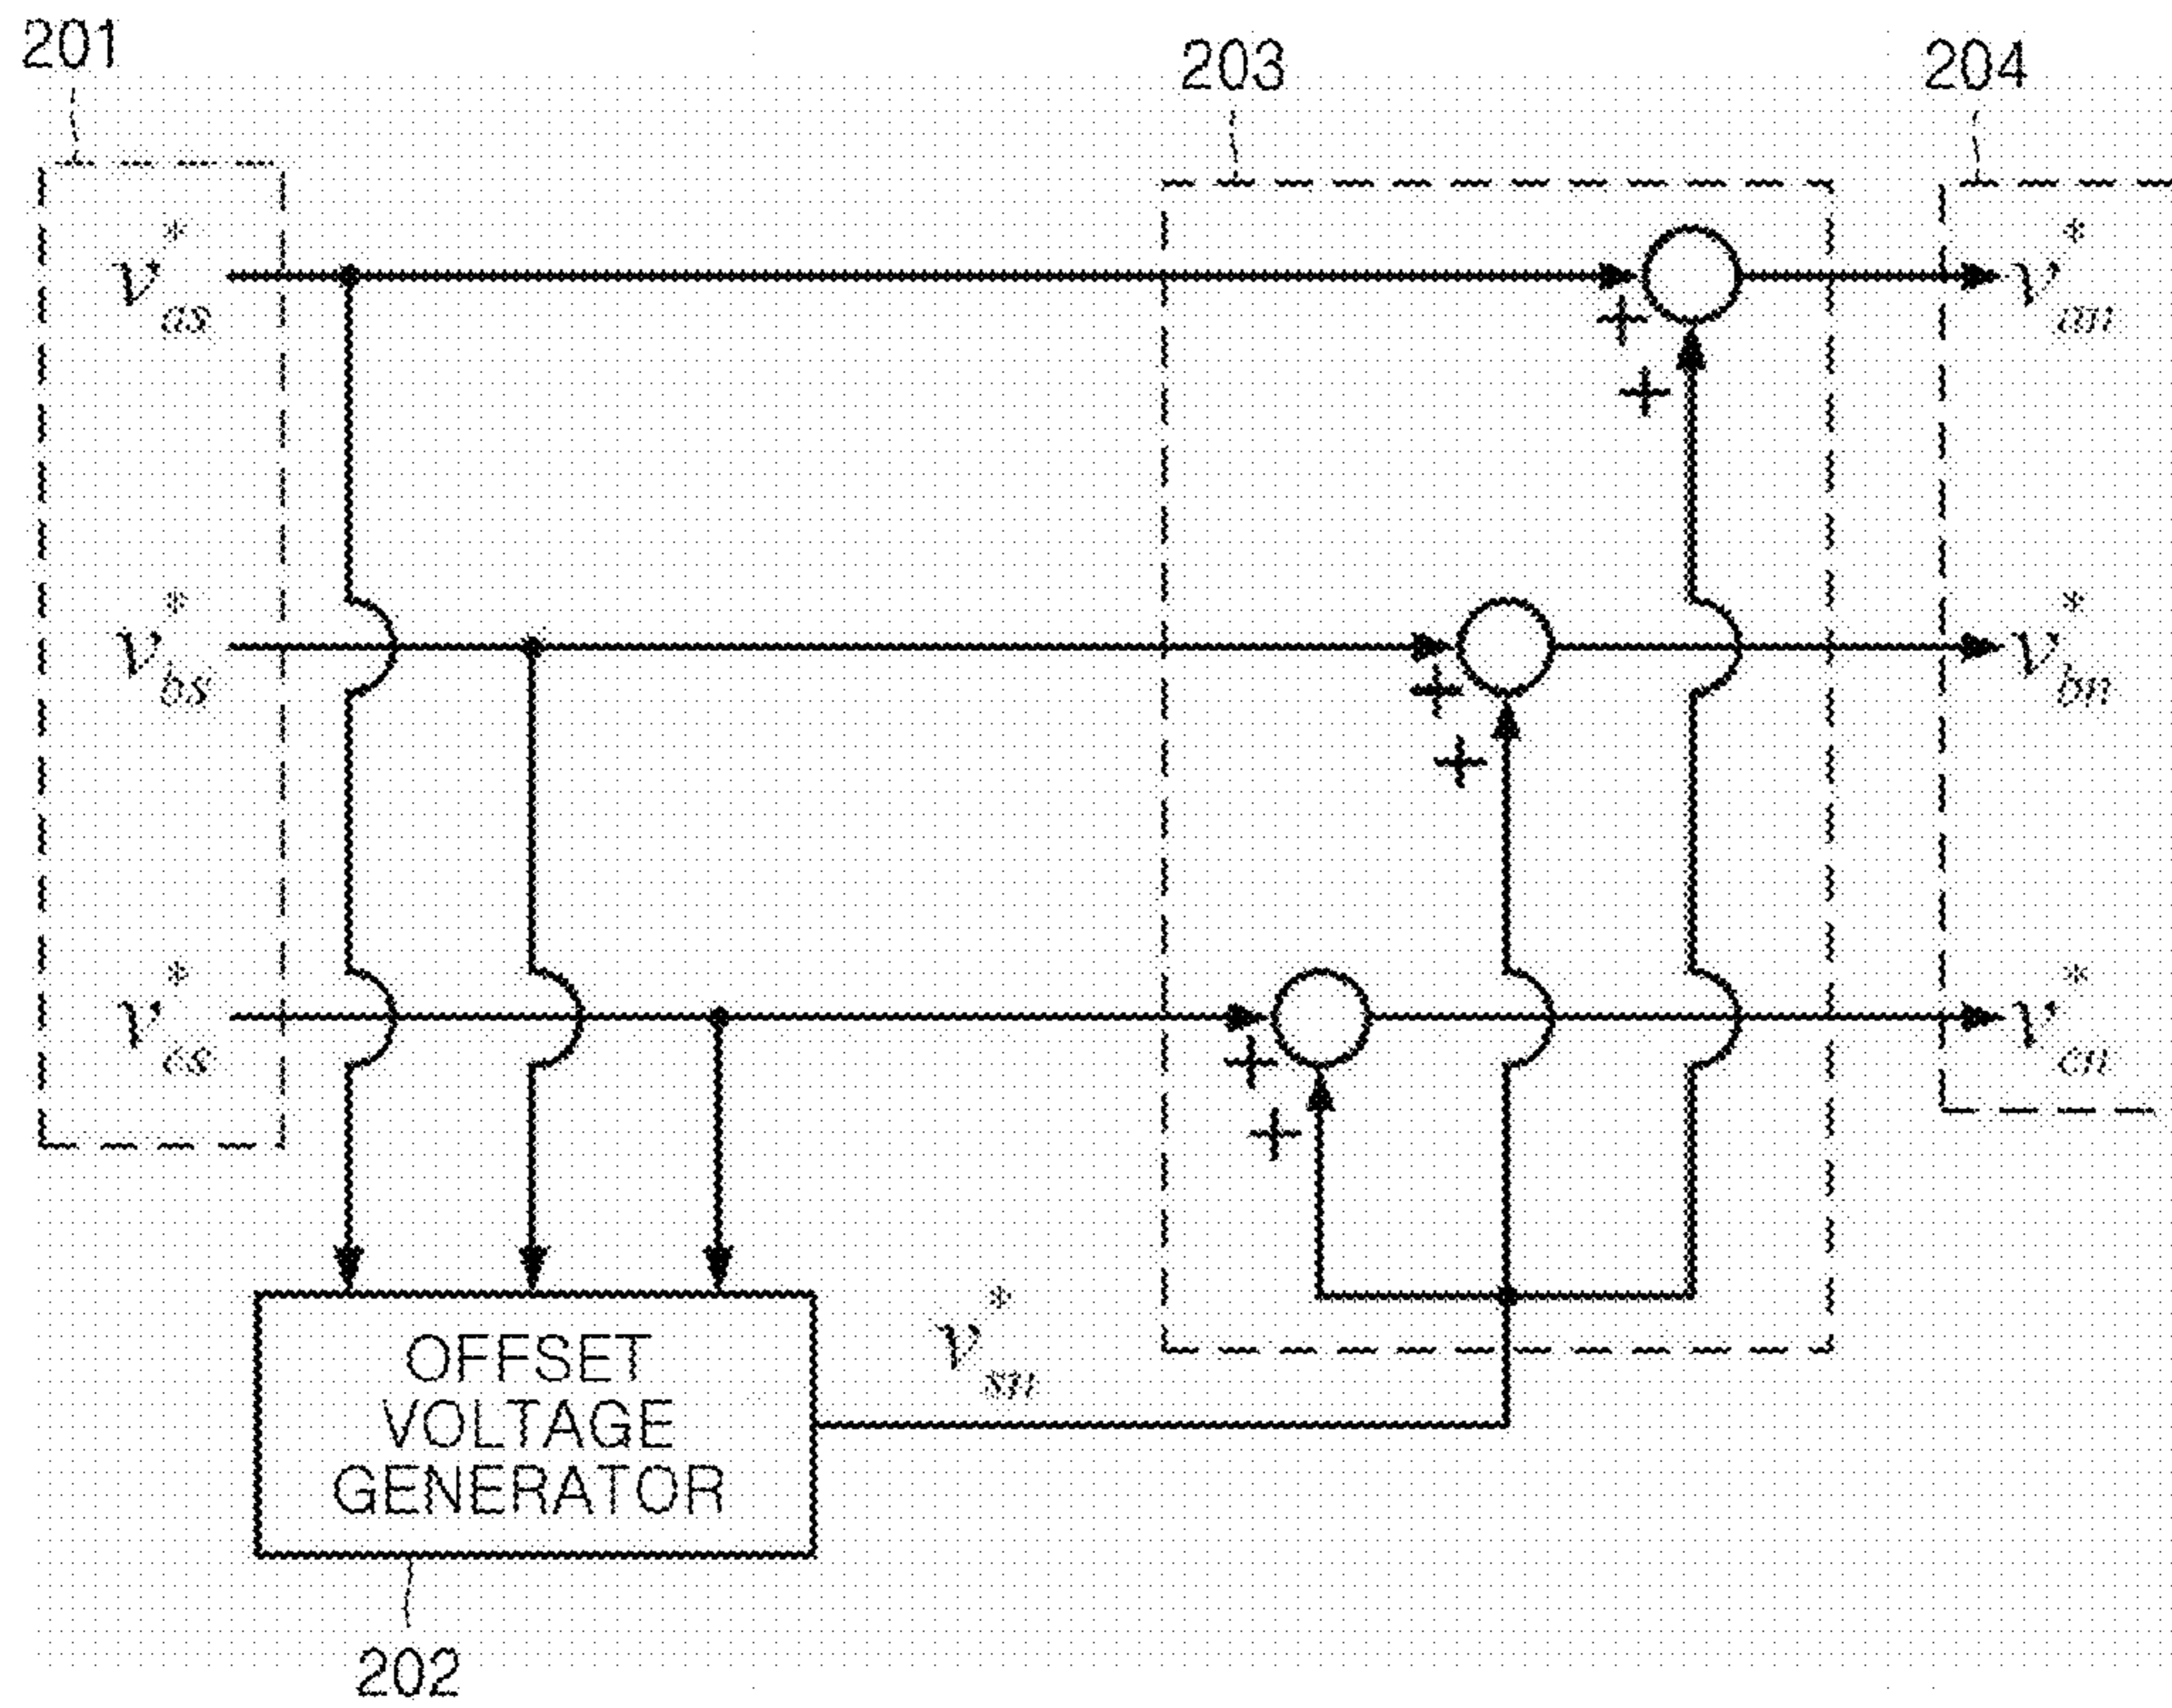 201
203
204
v*as
v*an
+
+
v*bs
v*bn
+
+
v*cs
v*cn
+
+
v*sn
OFFSET
VOLTAGE
GENERATOR
202